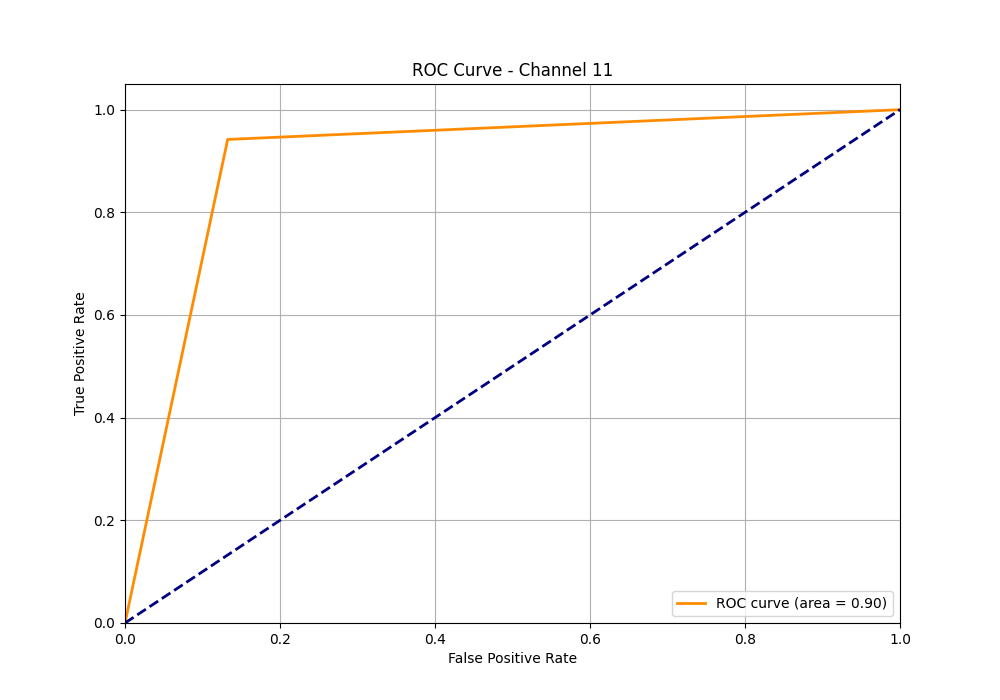 ROC Curve - Channel 11
True Positive Rate
1.0
0.8
0.6
0.4
0.2
0.0
0.0 0.2 0.4 0.6 0.8 1.0
False Positive Rate
ROC curve (area = 0.90)